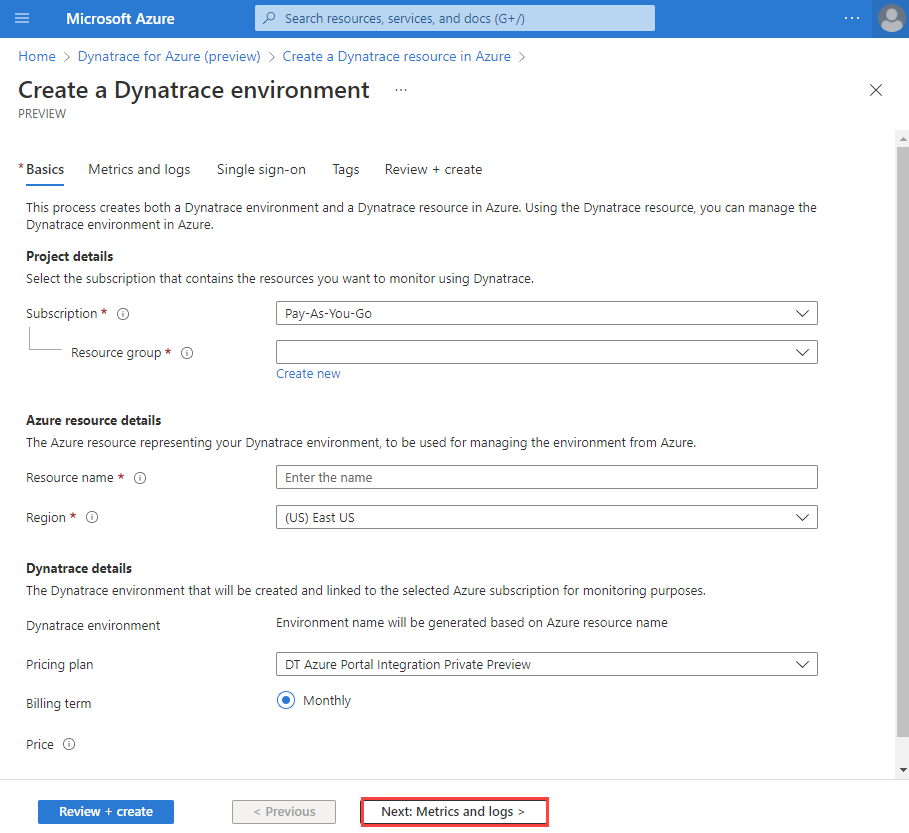 Microsoft Azure
Search resources, services, and docs (G+/)
...
Home > Dynatrace for Azure (preview) > Create a Dynatrace resource in Azure >
Create a Dynatrace environment ...
PREVIEW
* Basics Metrics and logs Single sign-on Tags Review + create
This process creates both a Dynatrace environment and a Dynatrace resource in Azure. Using the Dynatrace resource, you can manage the
Dynatrace environment in Azure.
Project details
Select the subscription that contains the resources you want to monitor using Dynatrace.
Subscription * Pay-As-You-Go
Resource group *
Create new
Azure resource details
The Azure resource representing your Dynatrace environment, to be used for managing the environment from Azure.
Resource name * Enter the name
Region * (US) East US
Dynatrace details
The Dynatrace environment that will be created and linked to the selected Azure subscription for monitoring purposes.
Dynatrace environment Environment name will be generated based on Azure resource name
Pricing plan DT Azure Portal Integration Private Preview
Billing term Monthly
Price
Review + create < Previous Next: Metrics and logs >